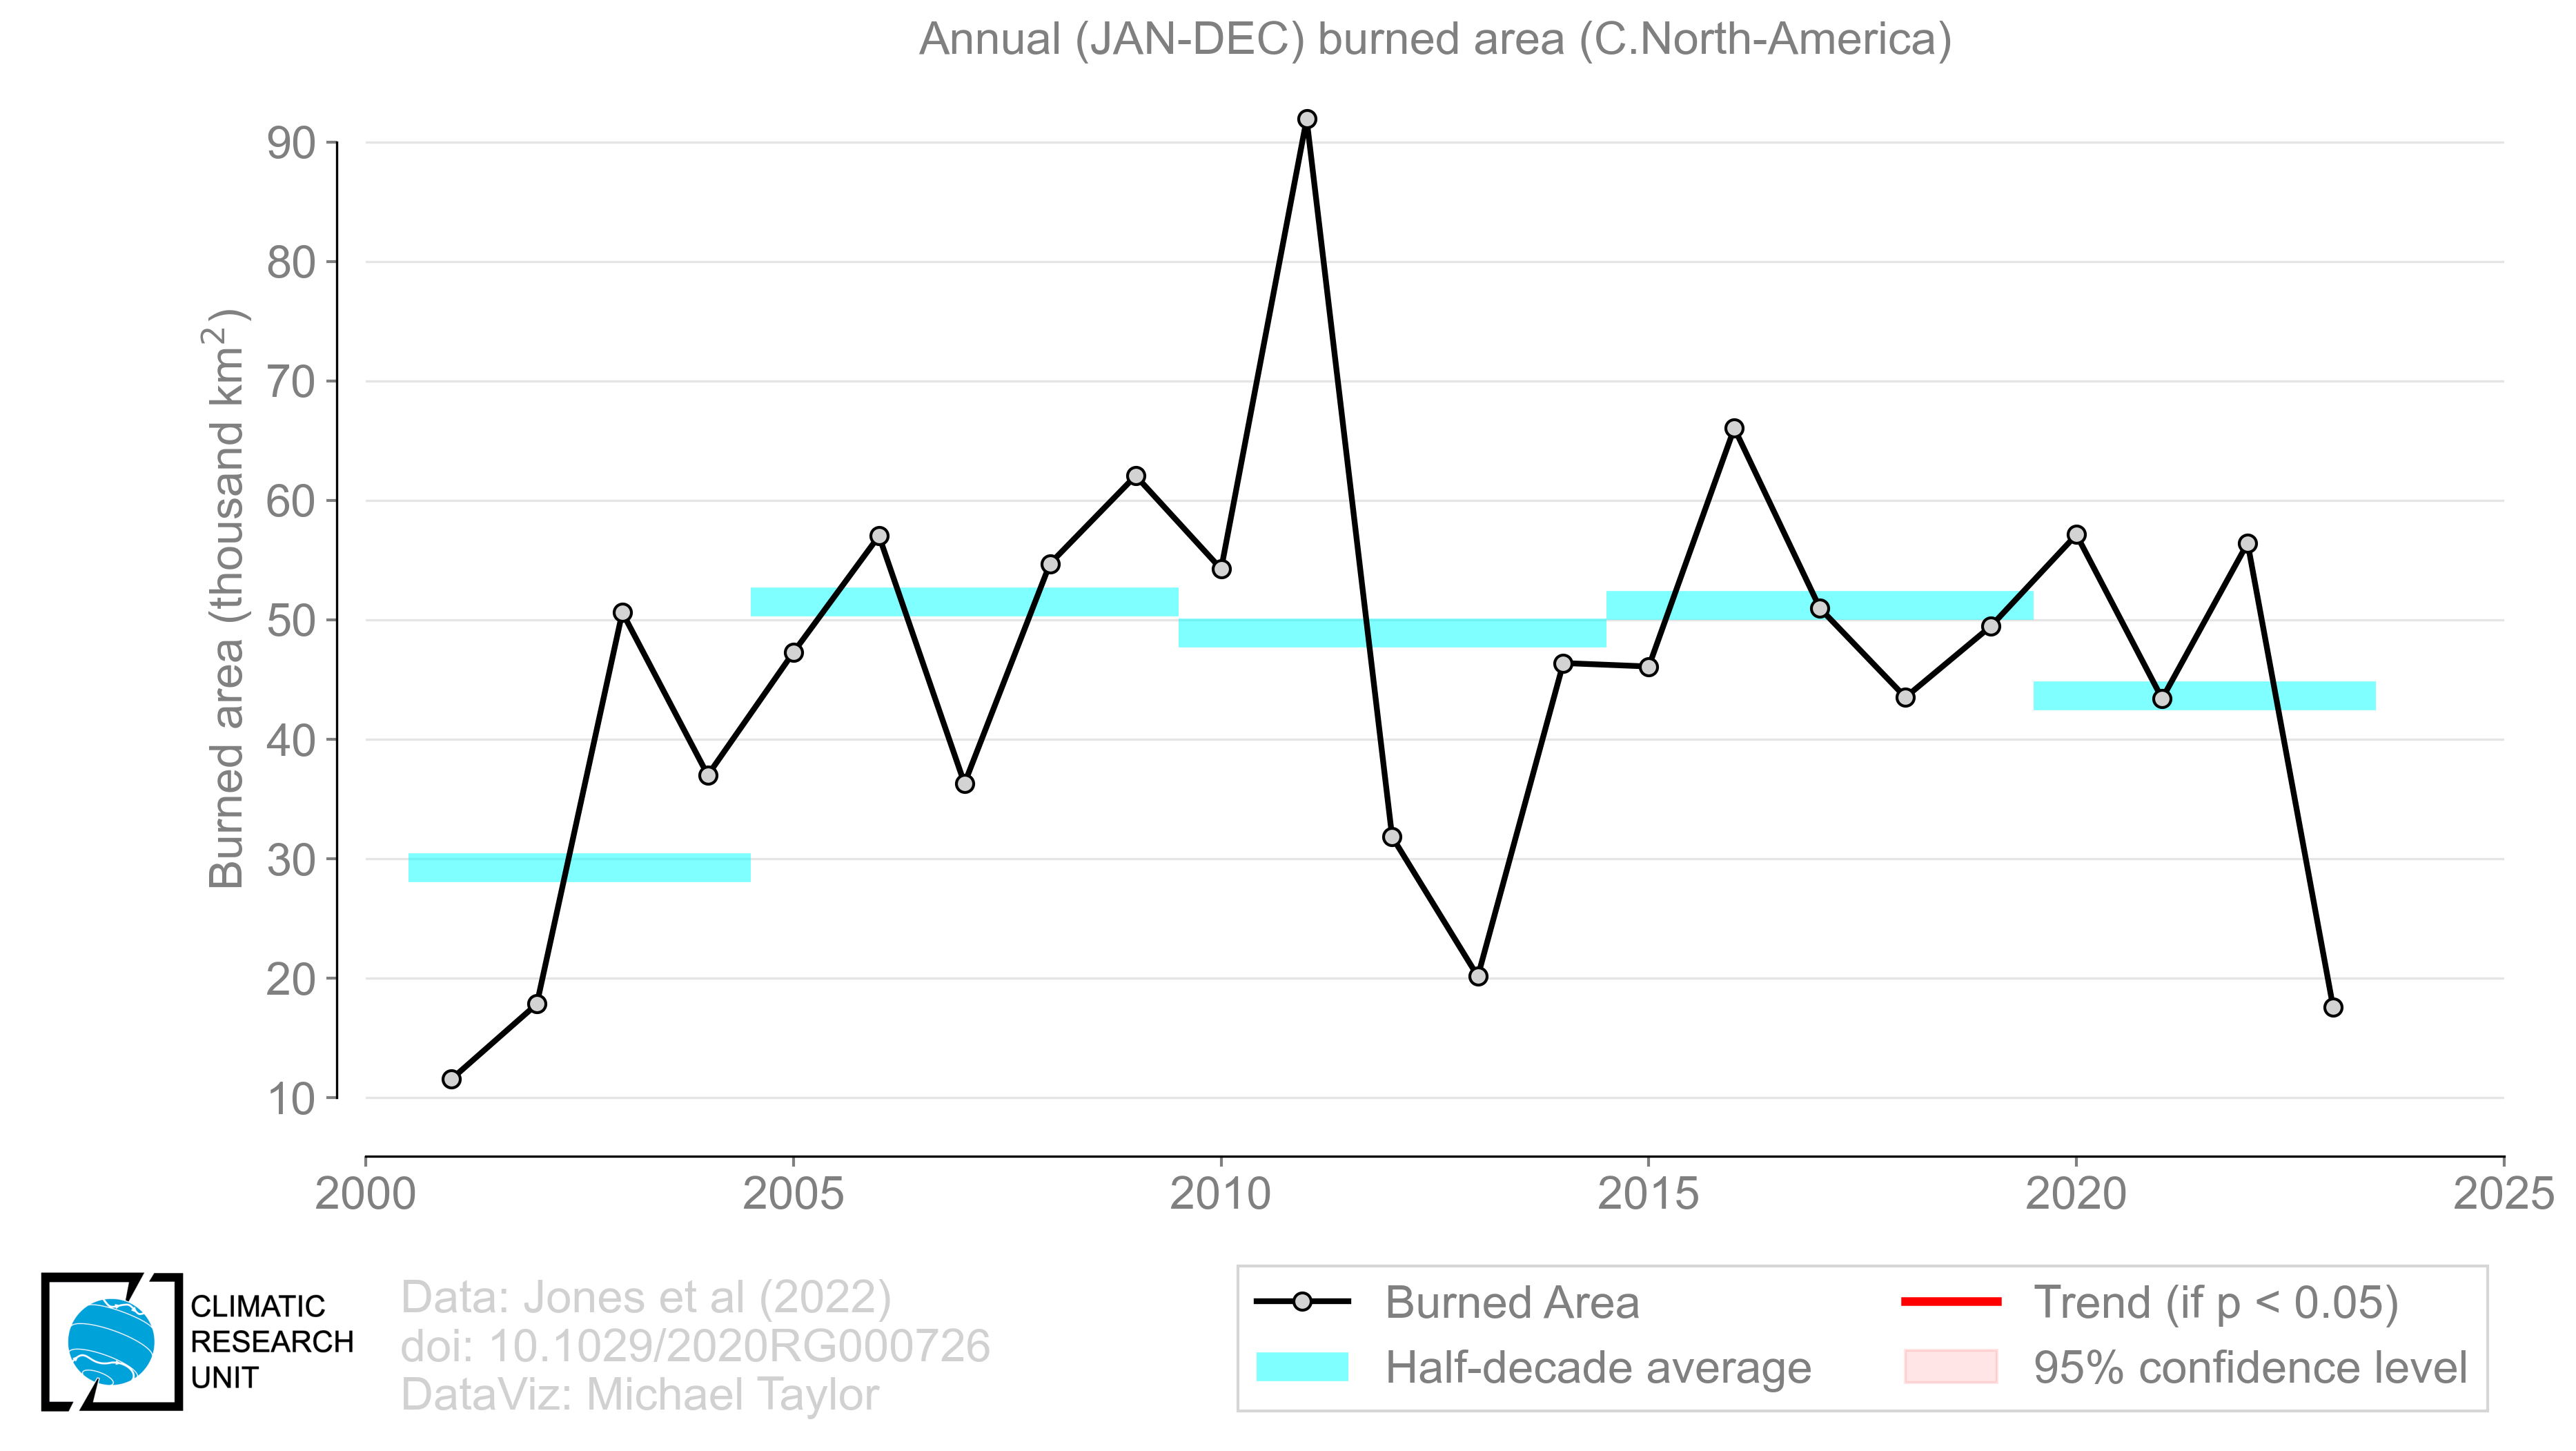 Annual (JAN-DEC) burned area (C.North-America)
Burned area (thousand km²)
90
80
70
60
50
40
30
20
10
2000 2005 2010 2015 2020 2025
CLIMATIC
RESEARCH
UNIT
Data: Jones et al (2022)
doi: 10.1029/2020RG000726
DataViz: Michael Taylor
Burned Area
Half-decade average
Trend (if p < 0.05)
95% confidence level